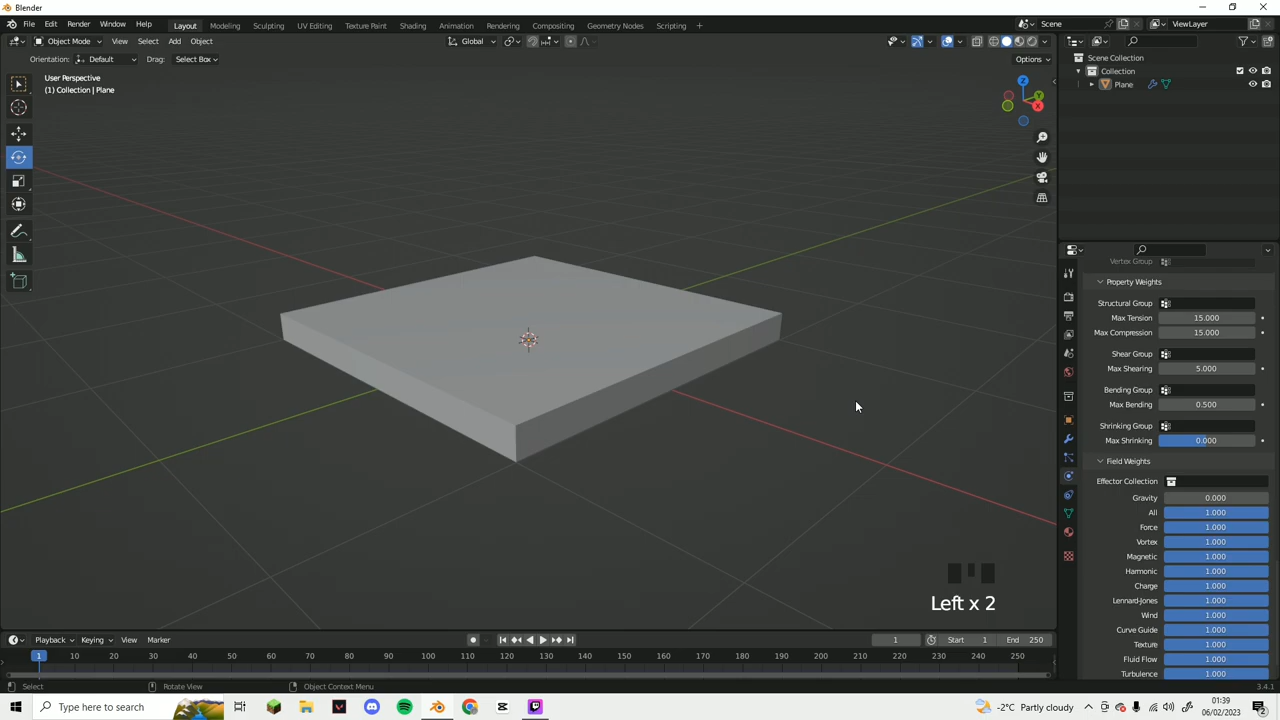 Blender
File Edit Render Window Help Layout Modeling Sculpting UV Editing Texture Paint Shading Animation Rendering Compositing Geometry Nodes Scripting + Scene ViewLayer
Object Mode View Select Add Object Global
Orientation: Default Drag: Select Box Options
User Perspective
(1) Collection | Plane
Z
Y
X
Scene Collection
Collection
Plane
Vertex Group
Property Weights
Structural Group
Max Tension 15.000
Max Compression 15.000
Shear Group
Max Shearing 5.000
Bending Group
Max Bending 0.500
Shrinking Group
Max Shrinking 0.000
Field Weights
Effector Collection
Gravity 0.000
All 1.000
Force 1.000
Vortex 1.000
Magnetic 1.000
Harmonic 1.000
Charge 1.000
Lennard-Jones 1.000
Wind 1.000
Curve Guide 1.000
Texture 1.000
Fluid Flow 1.000
Turbulence 1.000
Left x 2
Playback Keying View Marker 1 Start 1 End 250
1 10 20 30 40 50 60 70 80 90 100 110 120 130 140 150 160 170 180 190 200 210 220 230 240 250
Select Rotate View Object Context Menu 3.4.1
Type here to search -2°C Partly cloudy 01:39
06/02/2023 2